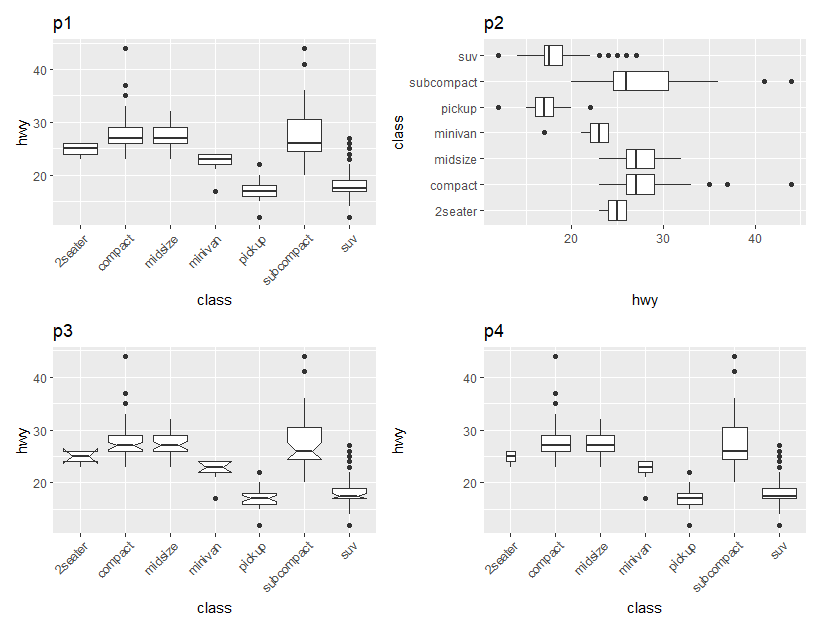 p1
hwy
40
30
20
2seater
compact
midsize
minivan
pickup
subcompact
suv
class
p2
class
suv
subcompact
pickup
minivan
midsize
compact
2seater
20
30
40
hwy
p3
hwy
40
30
20
2seater
compact
midsize
minivan
pickup
subcompact
suv
class
p4
hwy
40
30
20
2seater
compact
midsize
minivan
pickup
subcompact
suv
class